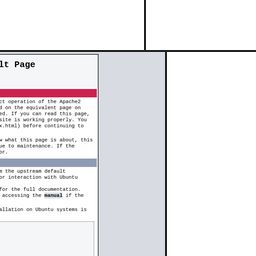 lt Page
ct operation of the Apache2
d on the equivalent page on
ed. If you can read this page,
site is working properly. You
x.html) before continuing to
w what this page is about, this
ue to maintenance. If the
or.
m the upstream default
or interaction with Ubuntu
for the full documentation.
accessing the manual if the
allation on Ubuntu systems is